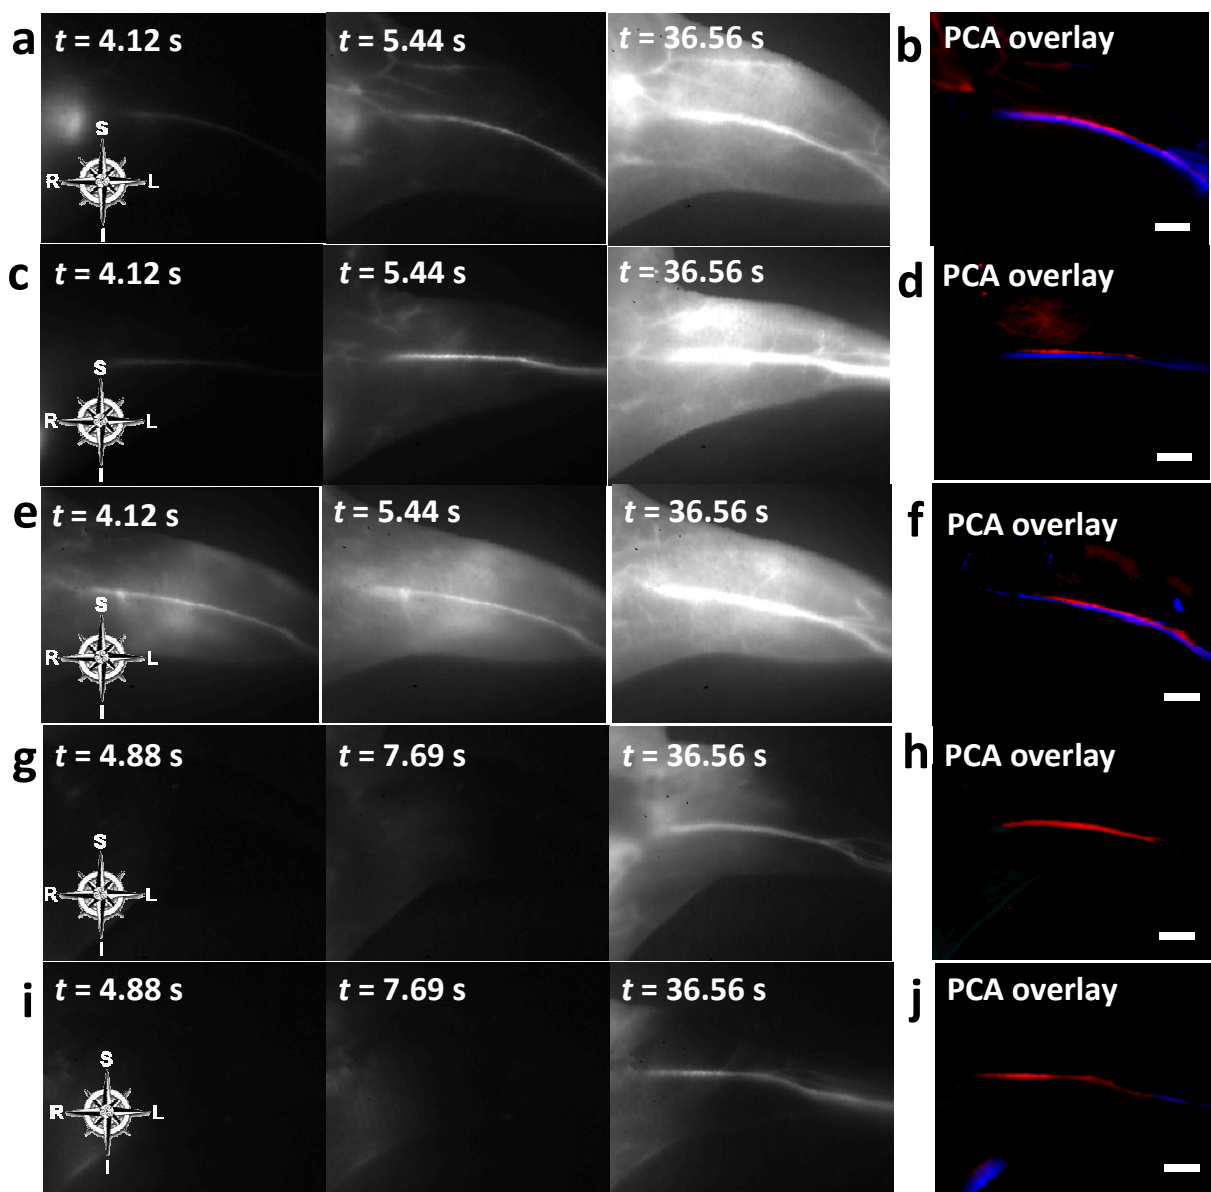 a
t = 4.12 s
t = 5.44 s
t = 36.56 s
b
PCA overlay
S
R
L
I
c
t = 4.12 s
t = 5.44 s
t = 36.56 s
d
PCA overlay
S
R
L
I
e
t = 4.12 s
t = 5.44 s
t = 36.56 s
f
PCA overlay
S
R
L
I
g
t = 4.88 s
t = 7.69 s
t = 36.56 s
h
PCA overlay
S
R
L
I
i
t = 4.88 s
t = 7.69 s
t = 36.56 s
j
PCA overlay
S
R
L
I